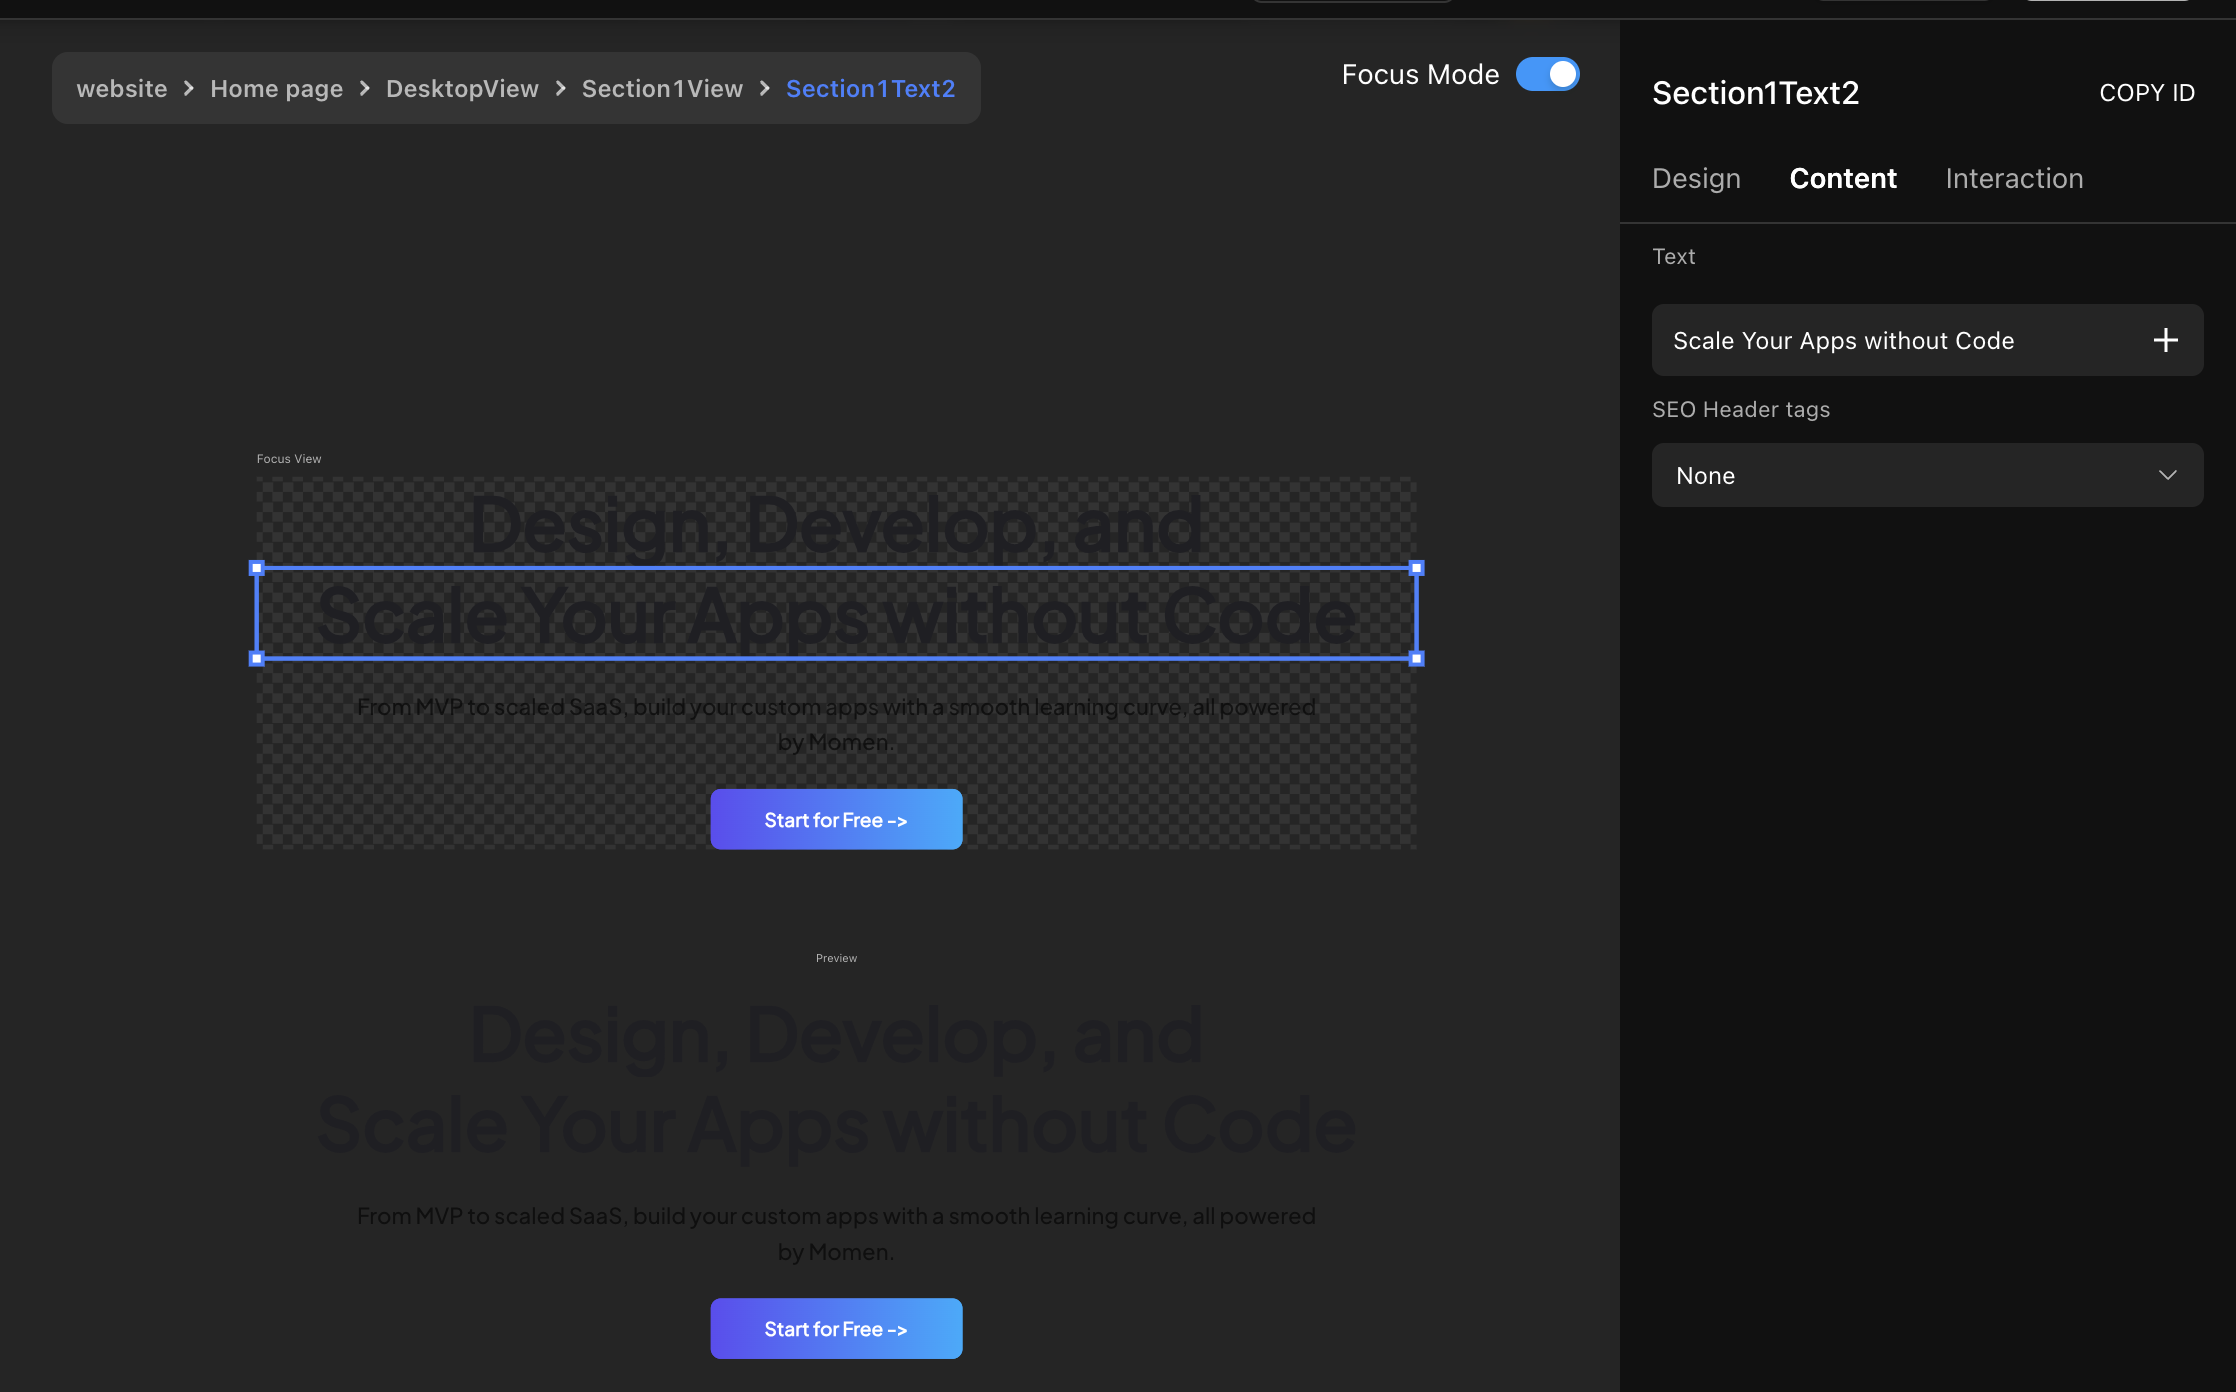 website > Home page > DesktopView > Section1View > Section1Text2
Focus Mode
Section1Text2
COPY ID
Design Content Interaction
Text
Scale Your Apps without Code
SEO Header tags
None
Focus View
Design, Develop, and
Scale Your Apps without Code
From MVP to scaled SaaS, build your custom apps with a smooth learning curve, all powered
by Momen.
Start for Free ->
Preview
Design, Develop, and
Scale Your Apps without Code
From MVP to scaled SaaS, build your custom apps with a smooth learning curve, all powered
by Momen.
Start for Free ->